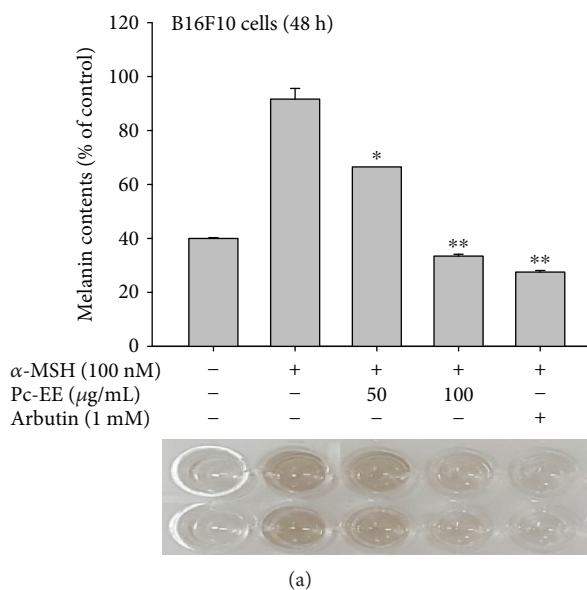 B16F10 cells (48 h)
Melanin contents (% of control)
120
100
80
60
40
20
0
*
**
**
α-MSH (100 nM) − + + + +
Pc-EE (μg/mL) − − 50 100 −
Arbutin (1 mM) − − − − +
(a)